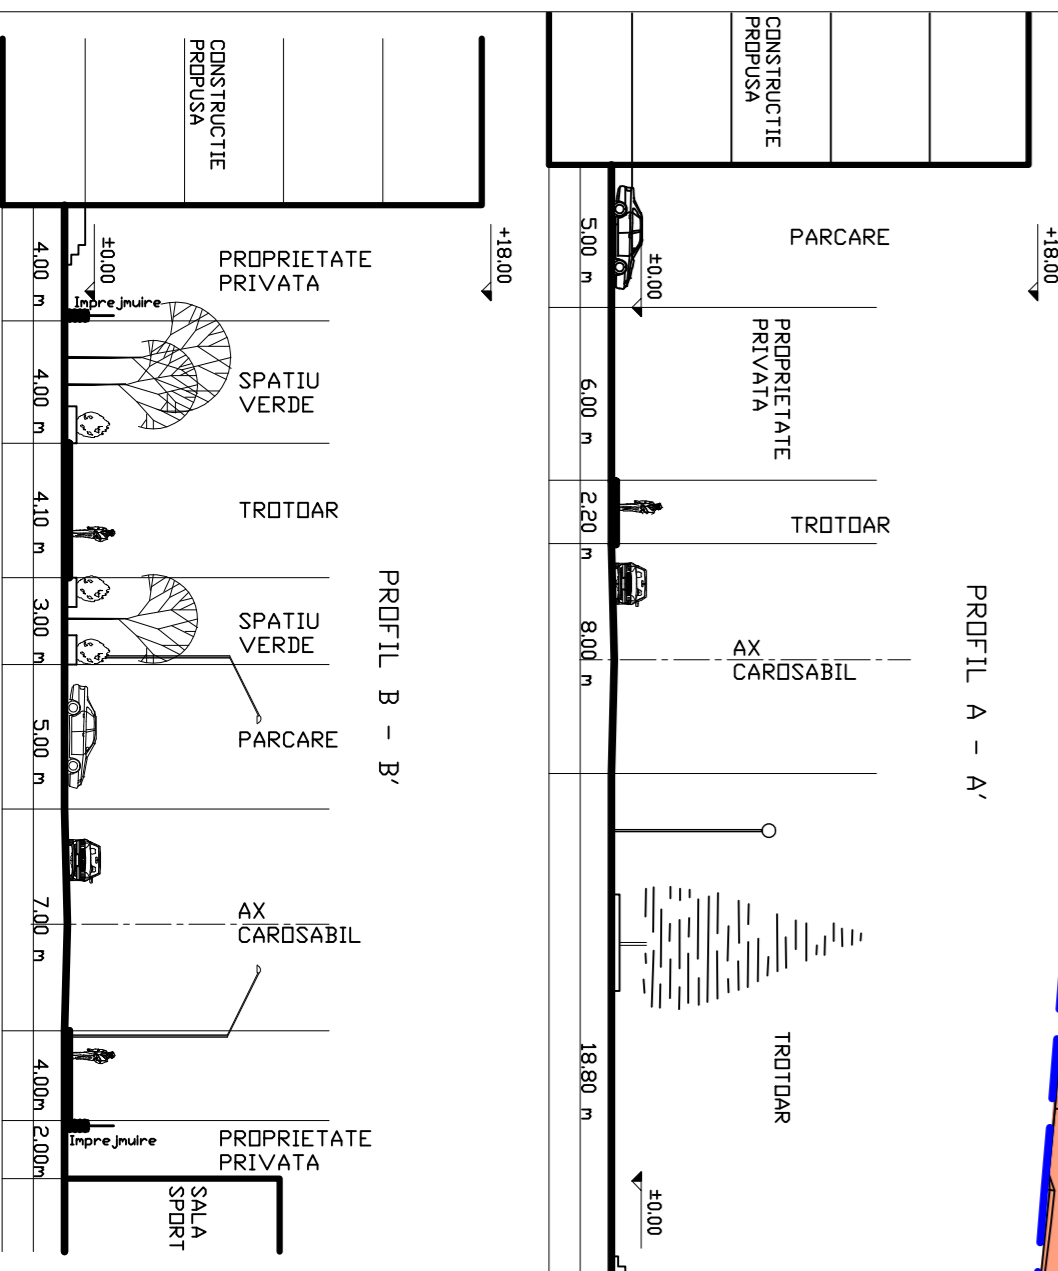 CONSTRUCTIE
PROPUSA
+18.00
±0.00
PROPRIETATE
PRIVATA
Imprejmuire
SPATIU
VERDE
TROTOAR
SPATIU
VERDE
PARCARE
AX
CAROSABIL
PROPRIETATE
PRIVATA
Imprejmuire
SALA
SPORT
4.00 m
4.00 m
4.10 m
3.00 m
5.00 m
7.00 m
4.00m
2.00m
PROFIL B - B'
CONSTRUCTIE
PROPUSA
+18.00
±0.00
PARCARE
PROPRIETATE
PRIVATA
TROTOAR
AX
CAROSABIL
TROTOAR
±0.00
5.00 m
6.00 m
2.20 m
8.00 m
18.80 m
PROFIL A - A'